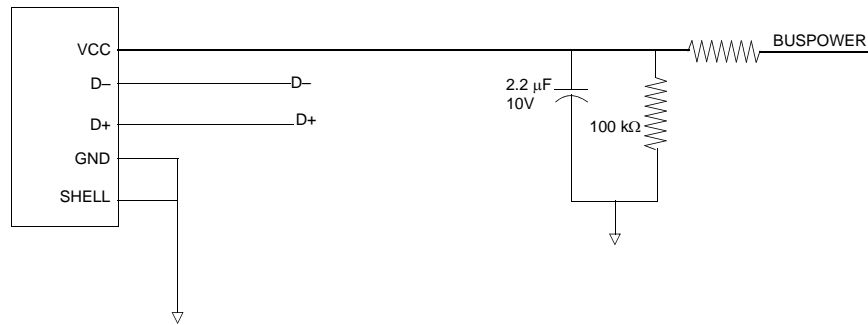 VCC
BUSPOWER
D–
D–
2.2 μF
10V
D+
D+
100 kΩ
GND
SHELL